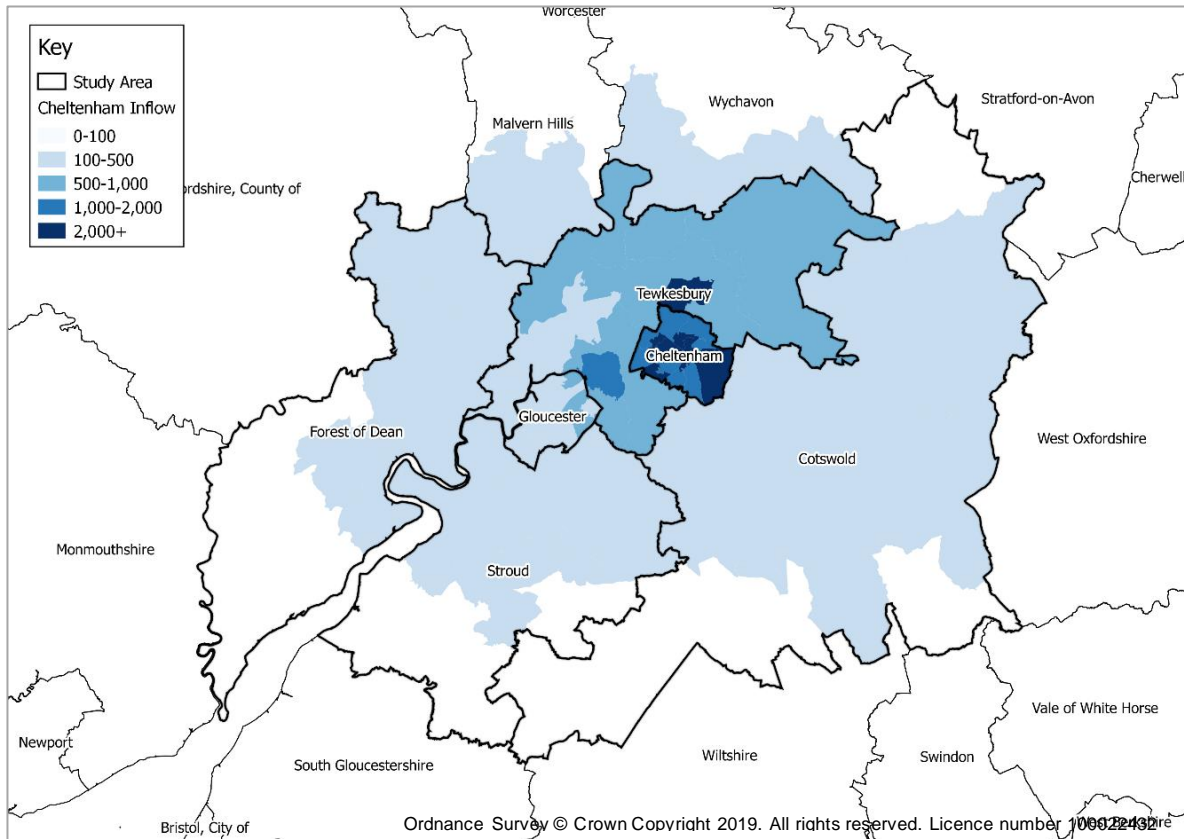 Worcester
Key
Study Area
Cheltenham Inflow
0-100
100-500
500-1,000
1,000-2,000
2,000+
Wychavon
Stratford-on-Avon
Malvern Hills
Cherwell
rdshire, County of
Tewkesbury
Cheltenham
Gloucester
Forest of Dean
West Oxfordshire
Cotswold
Monmouthshire
Stroud
Vale of White Horse
Newport
Wiltshire
Swindon
South Gloucestershire
Bristol, City of
Ordnance Survey © Crown Copyright 2019. All rights reserved. Licence number 100022432